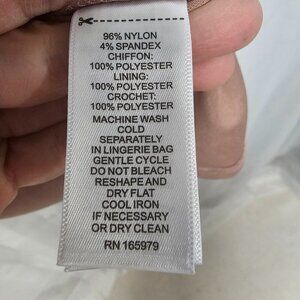 96% NYLON
4% SPANDEX
CHIFFON:
100% POLYESTER
LINING:
100% POLYESTER
CROCHET:
100% POLYESTER
MACHINE WASH
COLD
SEPARATELY
IN LINGERIE BAG
GENTLE CYCLE
DO NOT BLEACH
RESHAPE AND
DRY FLAT
COOL IRON
IF NECESSARY
OR DRY CLEAN
RN 165979